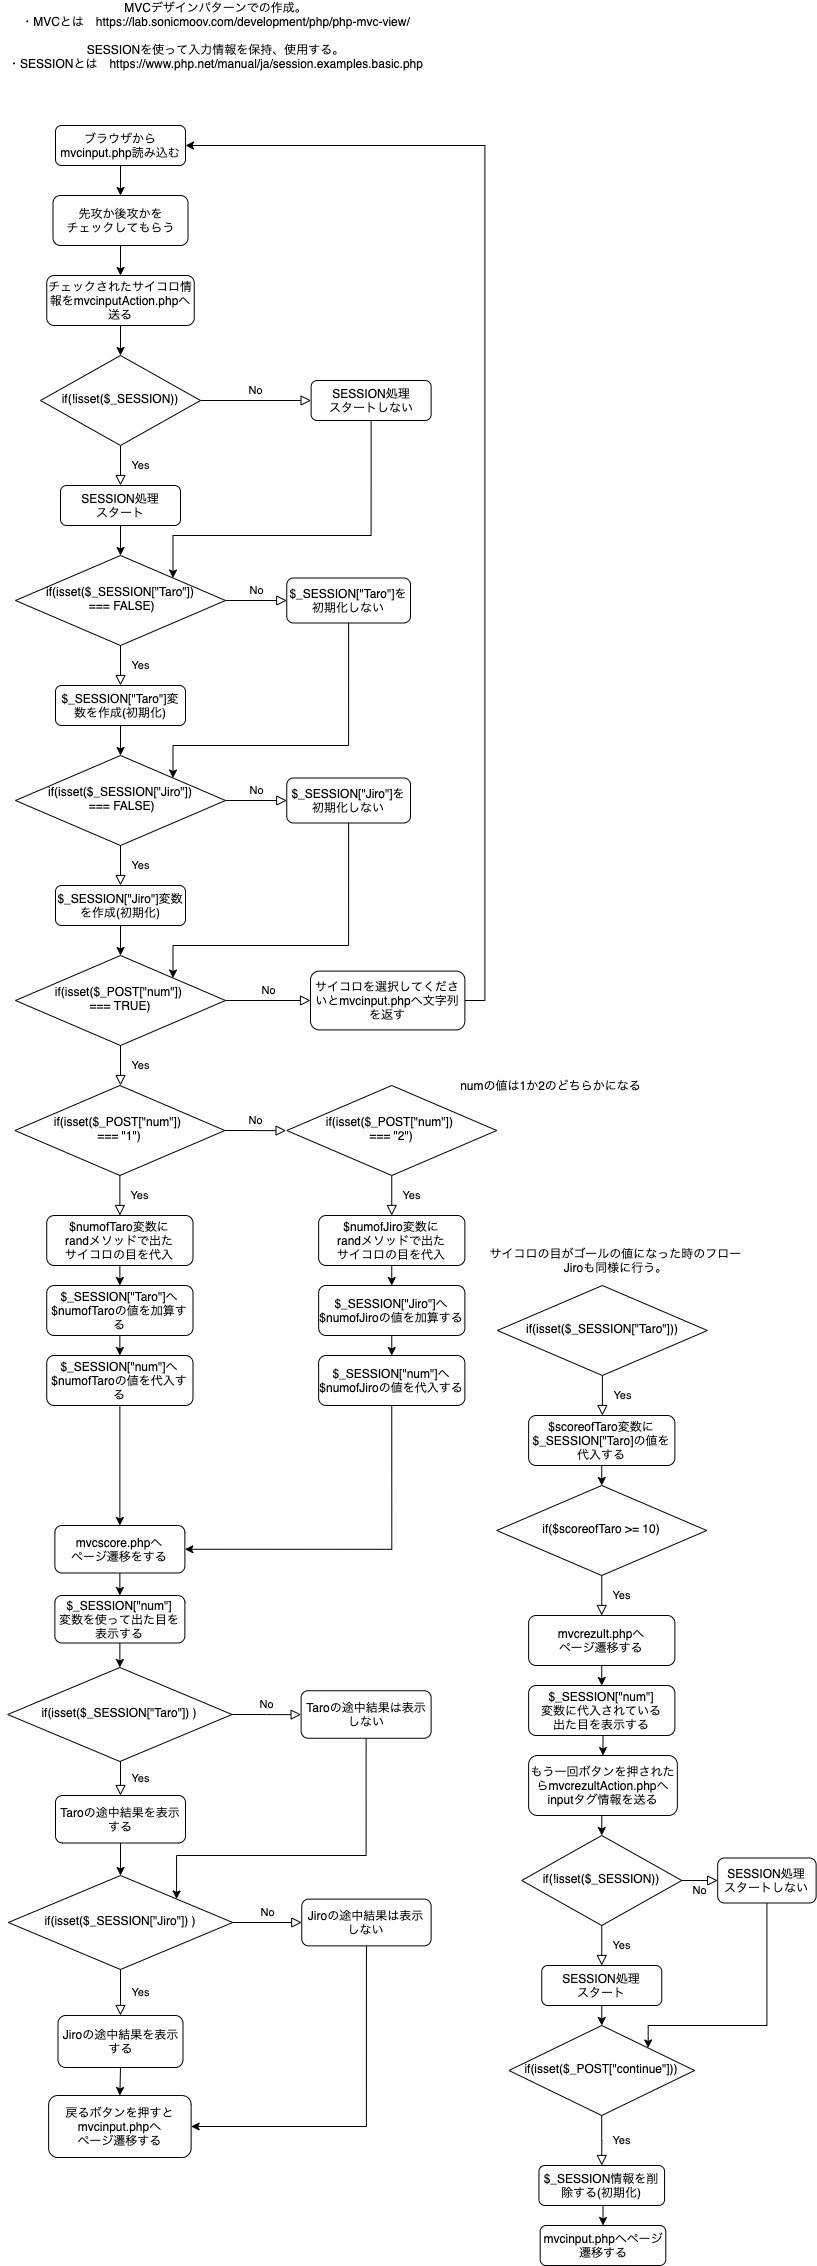 MVCデザインパターンでの作成。
・MVCとは　https://lab.sonicmoov.com/development/php/php-mvc-view/
SESSIONを使って入力情報を保持、使用する。
・SESSIONとは　https://www.php.net/manual/ja/session.examples.basic.php
ブラウザから
mvcinput.php読み込む
先攻か後攻かを
チェックしてもらう
チェックされたサイコロ情
報をmvcinputAction.phpへ
送る
if(!isset($_SESSION))
No
SESSION処理
スタートしない
Yes
SESSION処理
スタート
if(isset($_SESSION["Taro"])
=== FALSE)
No
$_SESSION["Taro"]を
初期化しない
Yes
$_SESSION["Taro"]変
数を作成(初期化)
if(isset($_SESSION["Jiro"])
=== FALSE)
No
$_SESSION["Jiro"]を
初期化しない
Yes
$_SESSION["Jiro"]変数
を作成(初期化)
if(isset($_POST["num"])
=== TRUE)
No
サイコロを選択してくださ
いとmvcinput.phpへ文字列
を返す
Yes
numの値は1か2のどちらかになる
if(isset($_POST["num"])
=== "1")
No
if(isset($_POST["num"])
=== "2")
Yes
Yes
$numofTaro変数に
randメソッドで出た
サイコロの目を代入
$numofJiro変数に
randメソッドで出た
サイコロの目を代入
$_SESSION["Taro"]へ
$numofTaroの値を加算す
る
$_SESSION["Jiro"]へ
$numofJiroの値を加算する
$_SESSION["num"]へ
$numofTaroの値を代入す
る
$_SESSION["num"]へ
$numofJiroの値を代入する
mvcscore.phpへ
ページ遷移をする
$_SESSION["num"]
変数を使って出た目を
表示する
if(isset($_SESSION["Taro"]) )
No
Taroの途中結果は表示
しない
Yes
Taroの途中結果を表示
する
if(isset($_SESSION["Jiro"]) )
No
Jiroの途中結果は表示
しない
Yes
Jiroの途中結果を表示
する
戻るボタンを押すと
mvcinput.phpへ
ページ遷移する
サイコロの目がゴールの値になった時のフロー
Jiroも同様に行う。
if(isset($_SESSION["Taro"]))
Yes
$scoreofTaro変数に
$_SESSION["Taro]の値を
代入する
if($scoreofTaro >= 10)
Yes
mvcrezult.phpへ
ページ遷移する
$_SESSION["num"]
変数に代入されている
出た目を表示する
もう一回ボタンを押された
らmvcrezultAction.phpへ
inputタグ情報を送る
if(!isset($_SESSION))
No
SESSION処理
スタートしない
Yes
SESSION処理
スタート
if(isset($_POST["continue"]))
Yes
$_SESSION情報を削
除する(初期化)
mvcinput.phpへページ
遷移する